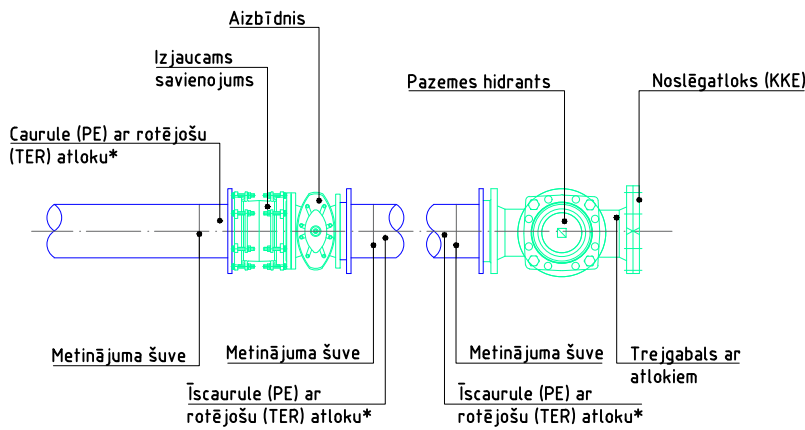 Aizbīdnis
Izjaucams
savienojums
Pazemes hidrants
Noslēgatloks (KKE)
Caurule (PE) ar rotējošu
(TER) atloku*
Metinājuma šuve
Metinājuma šuve
Metinājuma šuve
Trejgabals ar
atlokiem
Īscaurule (PE) ar
rotējošu (TER) atloku*
Īscaurule (PE) ar
rotējošu (TER) atloku*